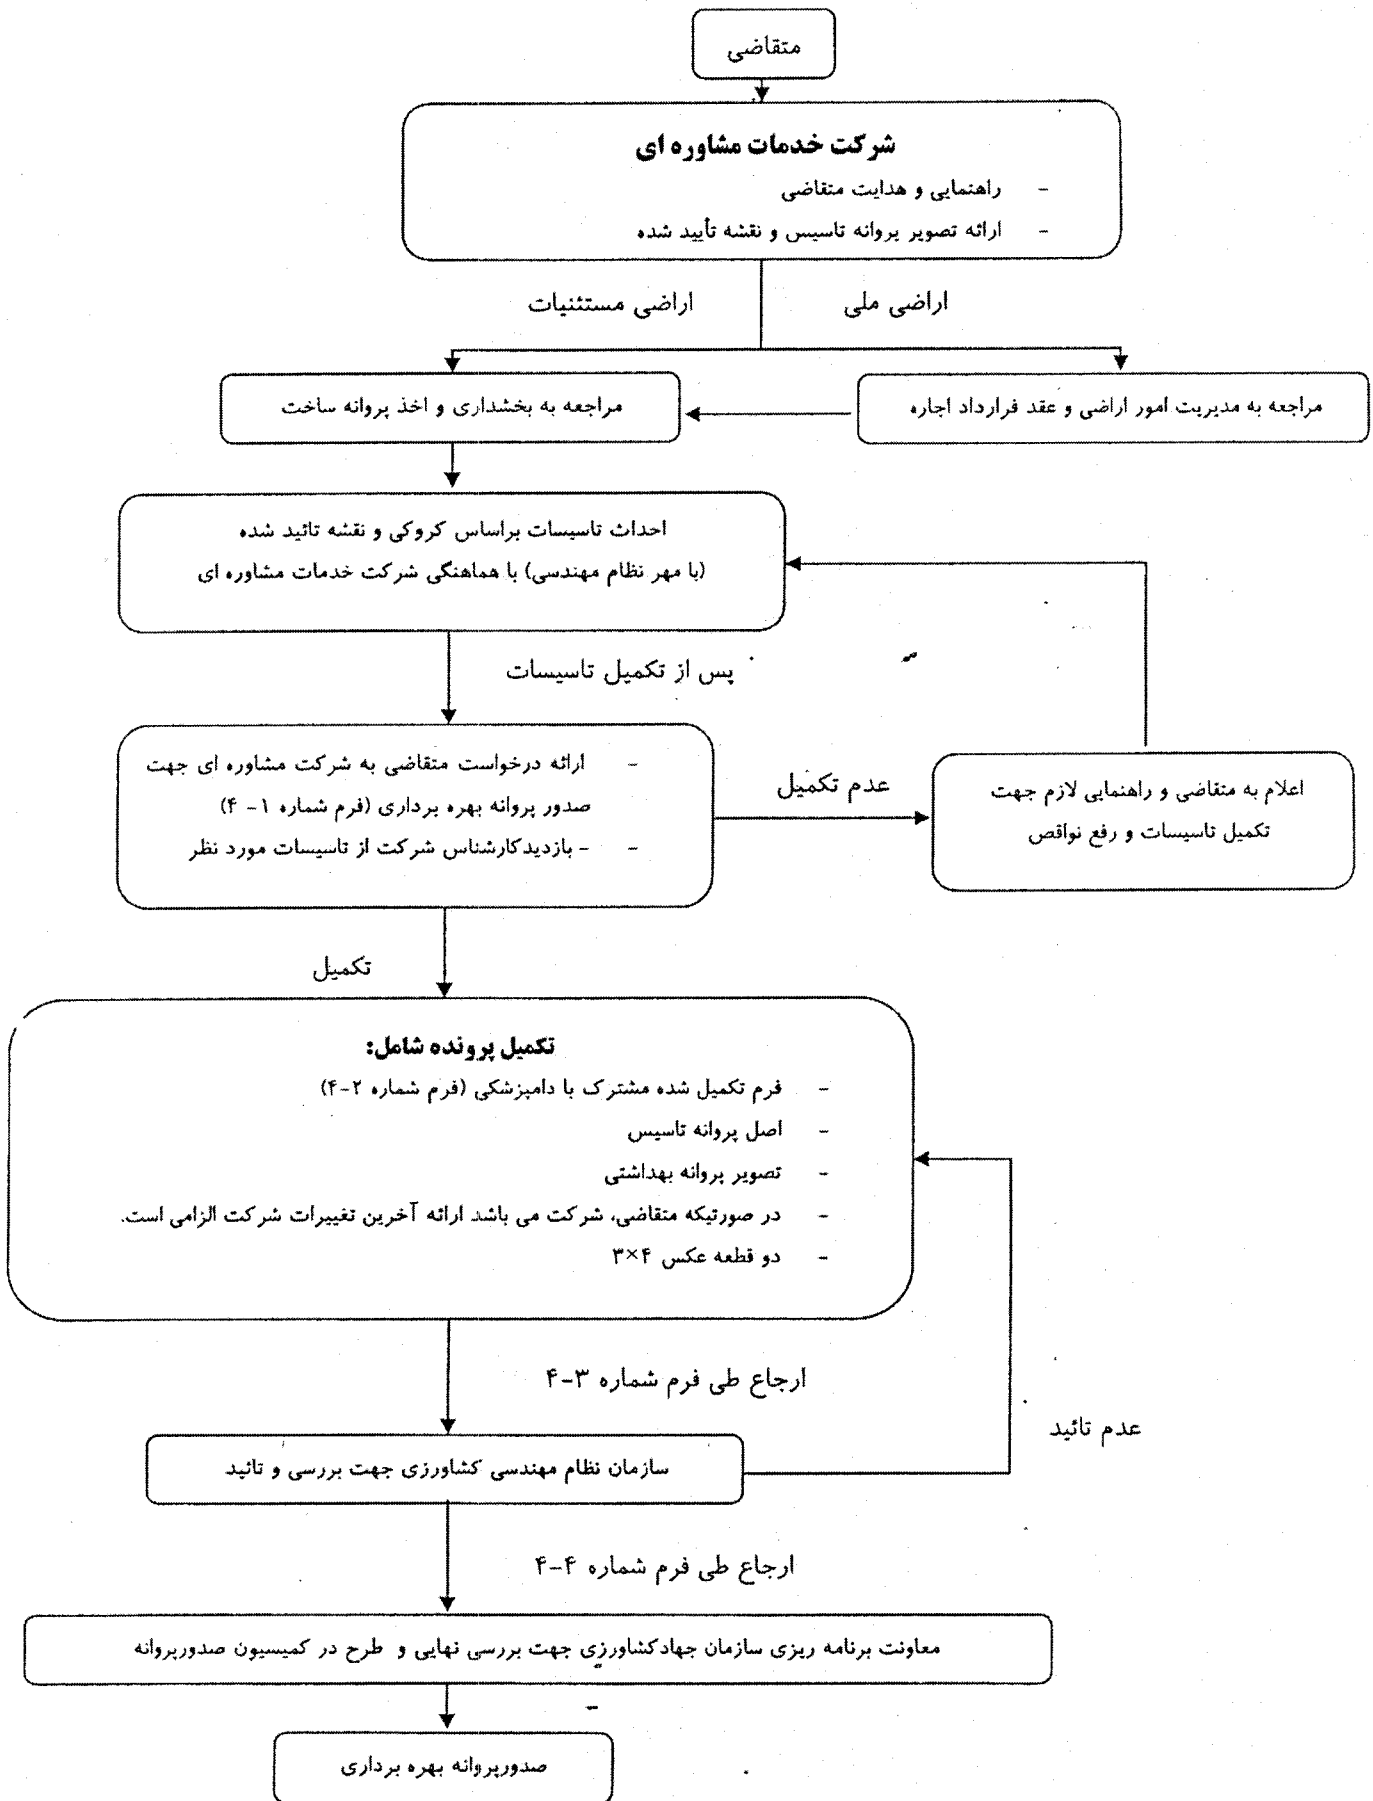 متقاضی
شرکت خدمات مشاوره ای
- راهنمایی و هدایت متقاضی
- ارائه تصویر پروانه تاسیس و نقشه تأیید شده
اراضی ملی
اراضی مستثنیات
مراجعه به مدیریت امور اراضی و عقد قرارداد اجاره
مراجعه به بخشداری و اخذ پروانه ساخت
احداث تاسیسات براساس کروکی و نقشه تائید شده
(با مهر نظام مهندسی) با هماهنگی شرکت خدمات مشاوره ای
پس از تکمیل تاسیسات
- ارائه درخواست متقاضی به شرکت مشاوره ای جهت
صدور پروانه بهره برداری (فرم شماره ۱- ۴)
- - بازدیدکارشناس شرکت از تاسیسات مورد نظر
عدم تکمیل
اعلام به متقاضی و راهنمایی لازم جهت
تکمیل تاسیسات و رفع نواقص
تکمیل
تکمیل پرونده شامل:
- فرم تکمیل شده مشترک با دامپزشکی (فرم شماره ۲-۴)
- اصل پروانه تاسیس
- تصویر پروانه بهداشتی
- در صورتیکه متقاضی، شرکت می باشد ارائه آخرین تغییرات شرکت الزامی است.
- دو قطعه عکس ۴×۳
ارجاع طی فرم شماره ۳-۴
عدم تائید
سازمان نظام مهندسی کشاورزی جهت بررسی و تائید
ارجاع طی فرم شماره ۴-۴
معاونت برنامه ریزی سازمان جهادکشاورزی جهت بررسی نهایی و طرح در کمیسیون صدورپروانه
صدورپروانه بهره برداری